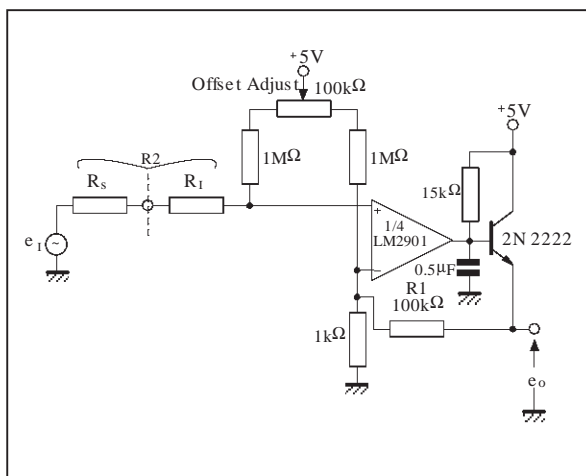 +5V
Offset Adjust
100kΩ
+5V
R2
1MΩ
1MΩ
Rs
RI
15kΩ
eI
+
1/4
LM2901
2N 2222
0.5µF
−
R1
100kΩ
1kΩ
eo